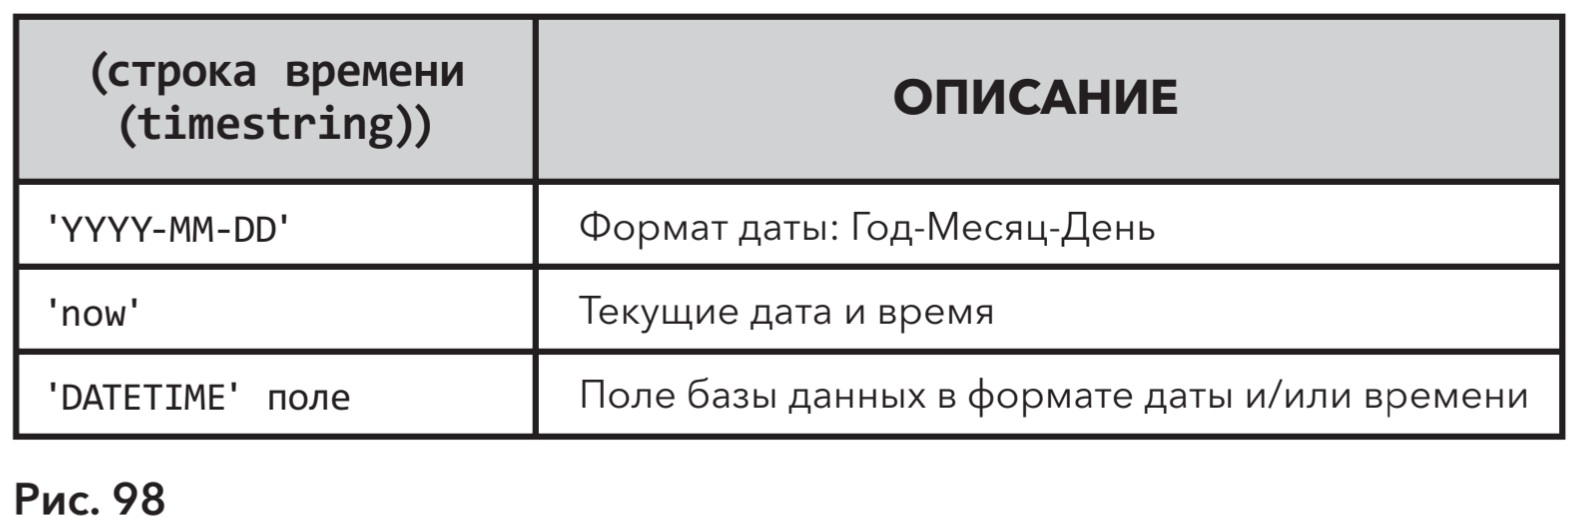 (строка времени
(timestring))
ОПИСАНИЕ
'YYYY-MM-DD'
Формат даты: Год-Месяц-День
'now'
Текущие дата и время
'DATETIME' поле
Поле базы данных в формате даты и/или времени
Рис. 98